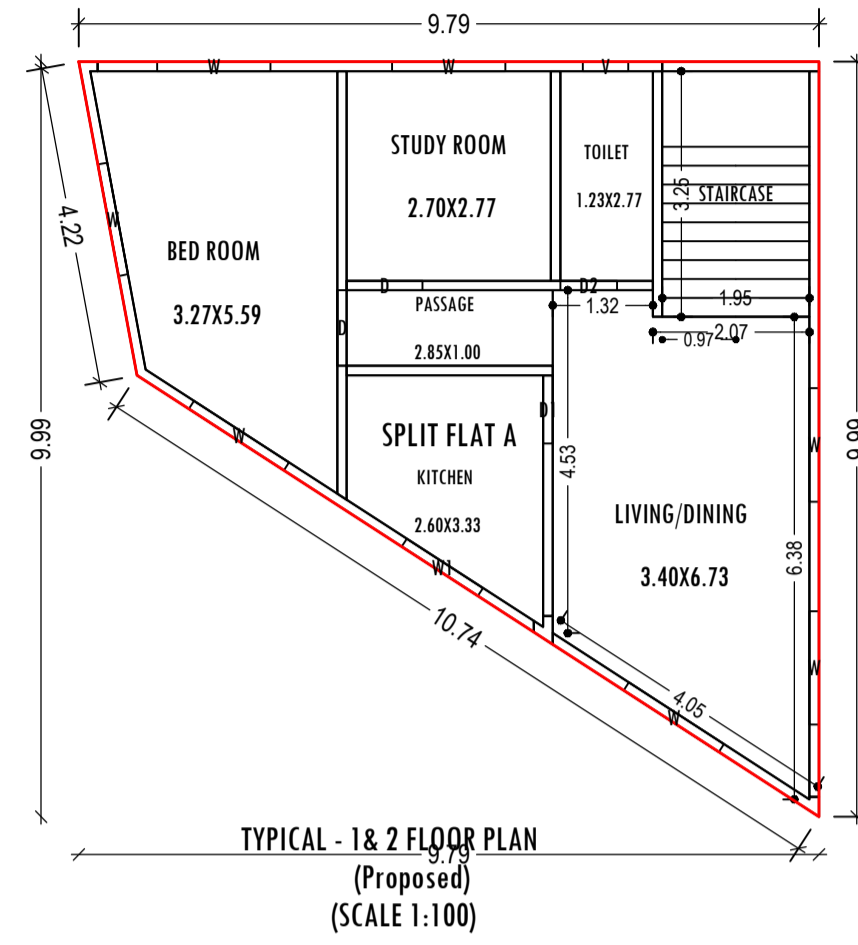 9.79
W
W
V
STUDY ROOM
2.70X2.77
TOILET
1.23X2.77
3.25
STAIRCASE
4.22
W
BED ROOM
3.27X5.59
D
D2
PASSAGE
2.85X1.00
1.32
1.95
2.07
0.97
D
9.99
9.99
SPLIT FLAT A
KITCHEN
2.60X3.33
D1
4.53
W
W
LIVING/DINING
3.40X6.73
6.38
W1
10.74
4.05
W
W
TYPICAL - 1& 2 FLOOR PLAN
9.79
(Proposed)
(SCALE 1:100)